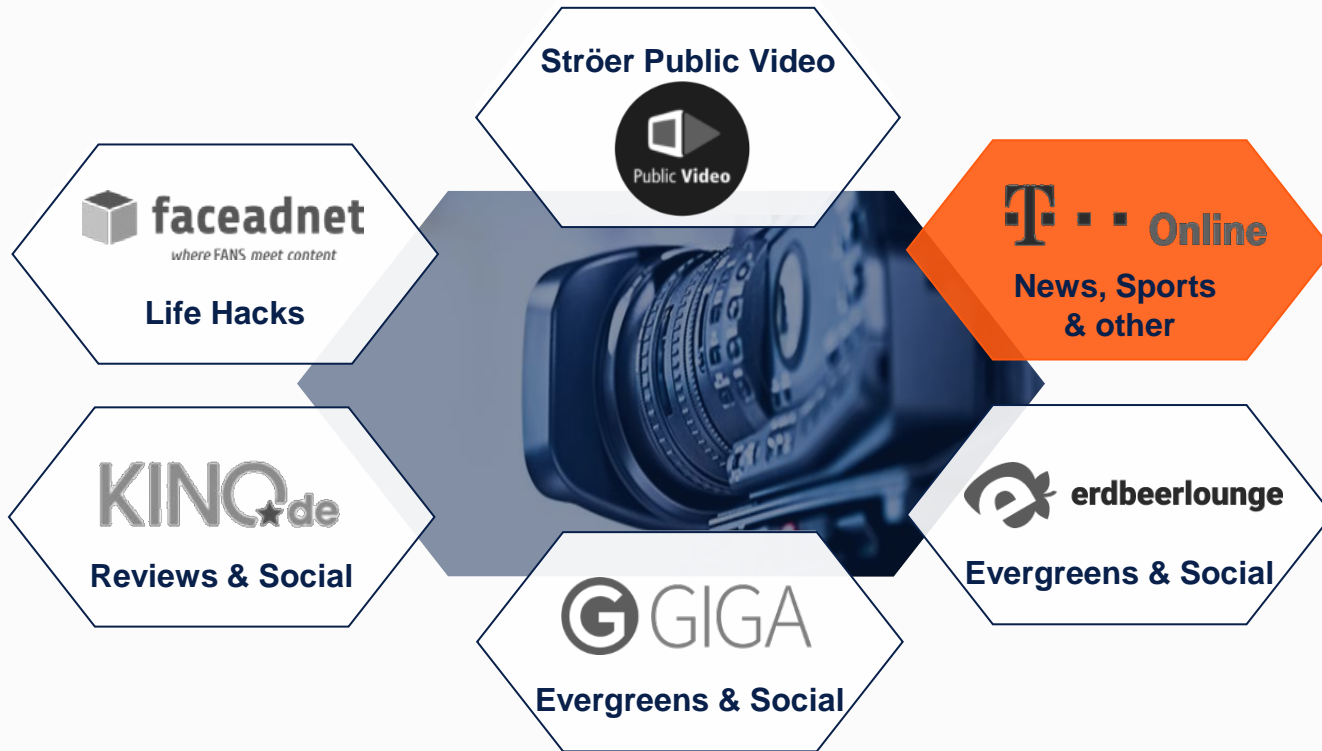 Ströer Public Video
Public Video
faceadnet
where FANS meet content
Life Hacks
T Online
News, Sports
& other
KINO.de
Reviews & Social
erdbeerlounge
Evergreens & Social
G GIGA
Evergreens & Social